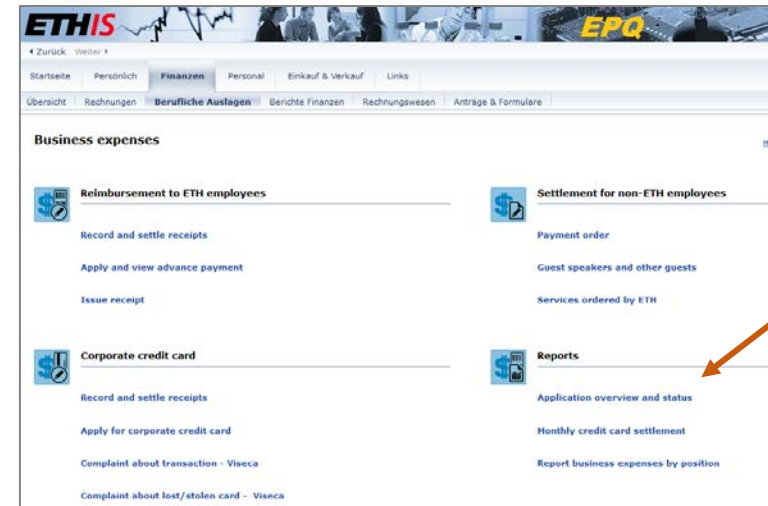 ETHIS
EPQ
Zurück Weiter
Startseite Persönlich Finanzen Personal Einkauf & Verkauf Links
Übersicht Rechnungen Berufliche Auslagen Berichte Finanzen Rechnungswesen Anträge & Formulare
Business expenses
Reimbursement to ETH employees
Record and settle receipts
Apply and view advance payment
Issue receipt
Settlement for non-ETH employees
Payment order
Guest speakers and other guests
Services ordered by ETH
Corporate credit card
Record and settle receipts
Apply for corporate credit card
Complaint about transaction - Viseca
Complaint about lost/stolen card - Viseca
Reports
Application overview and status
Monthly credit card settlement
Report business expenses by position